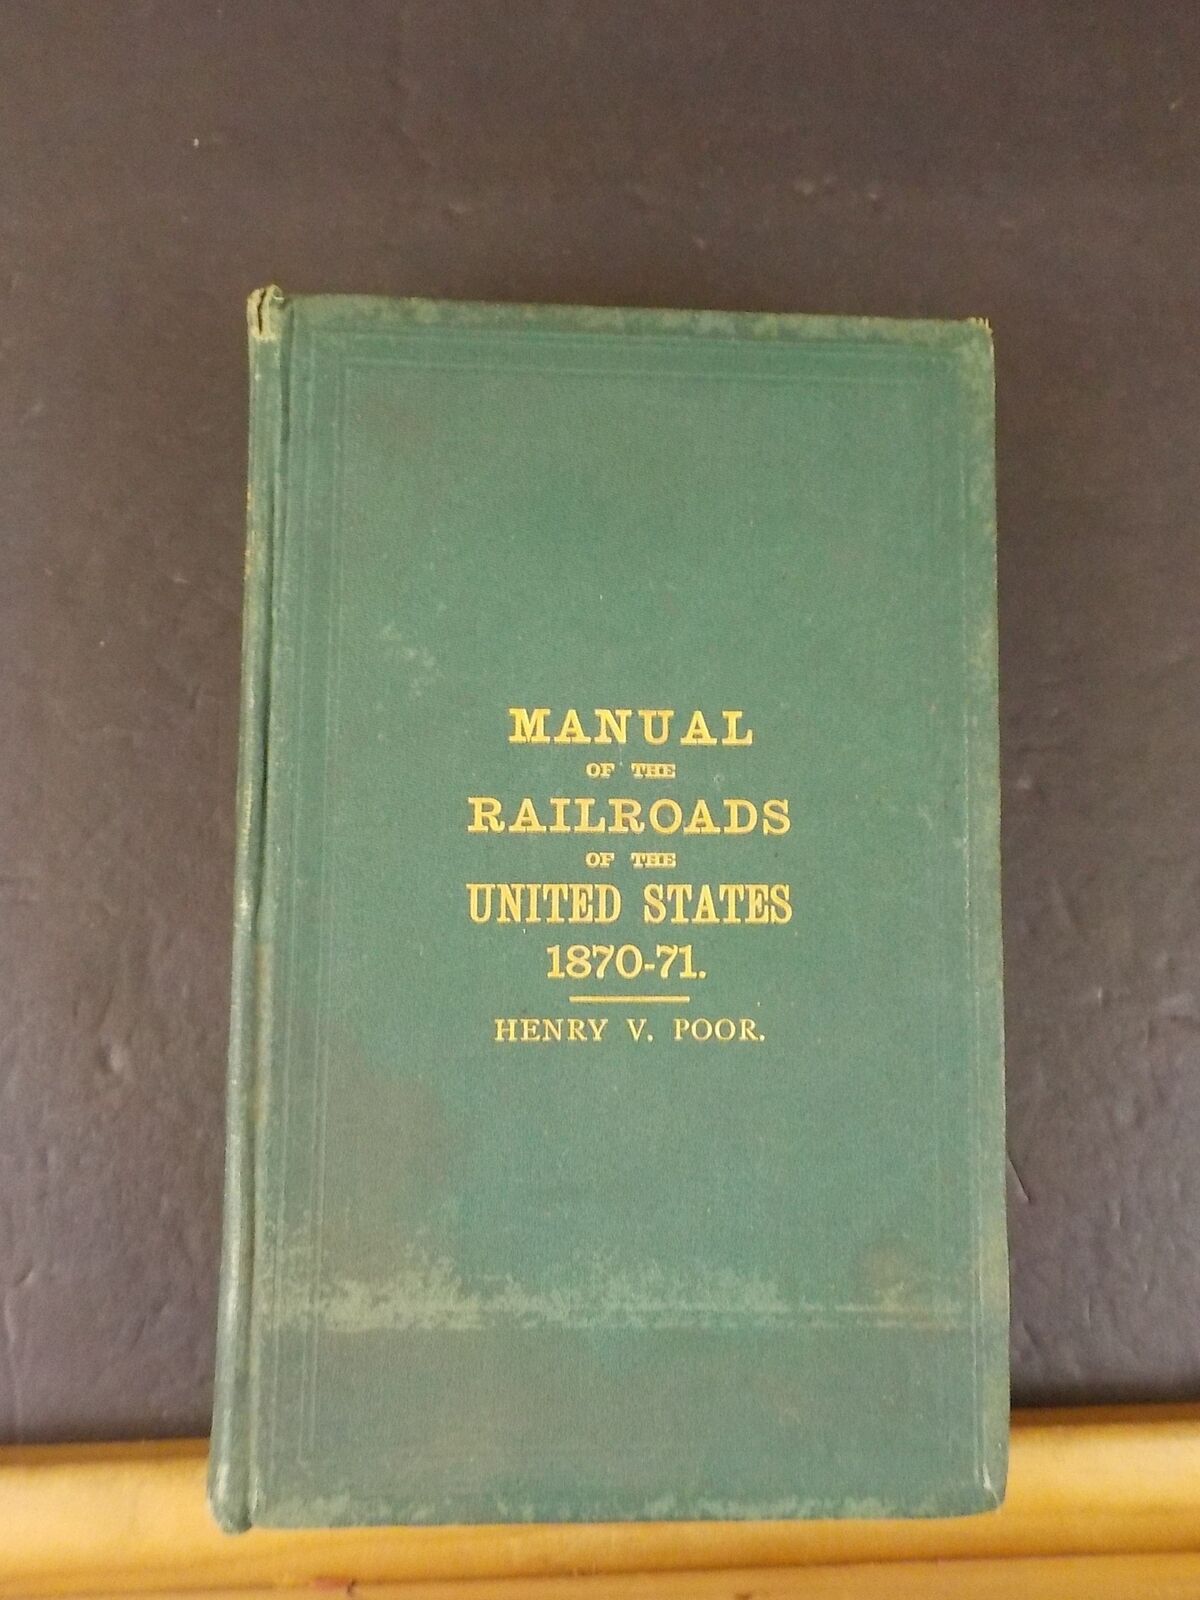 MANUAL
OF THE
RAILROADS
OF THE
UNITED STATES
1870-71.
HENRY V. POOR.